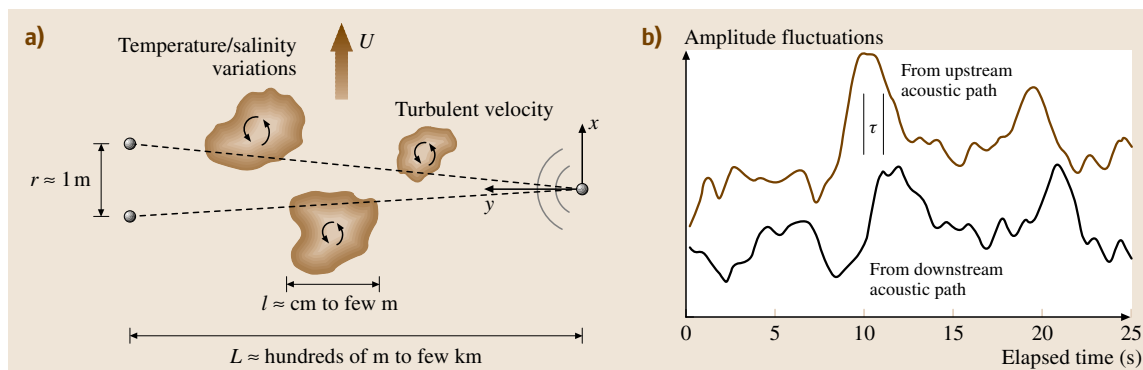 a)
Temperature/salinity
variations
U
Turbulent velocity
x
r ≈ 1 m
y
l ≈ cm to few m
L ≈ hundreds of m to few km
b)
Amplitude fluctuations
From upstream
acoustic path
τ
From downstream
acoustic path
0 5 10 15 20 25
Elapsed time (s)